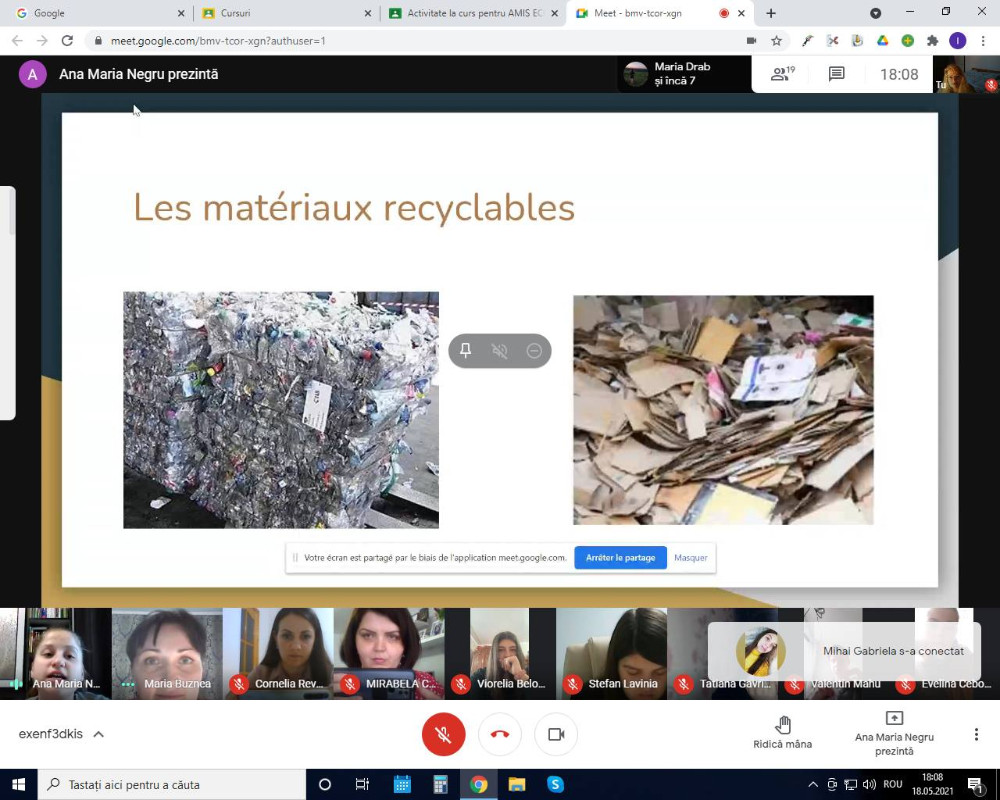 Google
Cursuri
Activitate la curs pentru AMIS EC
Meet - bmv-tcor-xgn
meet.google.com/bmv-tcor-xgn?authuser=1
I
A
Ana Maria Negru prezintă
Maria Drab
și încă 7
19
18:08
Tu
Les matériaux recyclables
Votre écran est partagé par le biais de l'application meet.google.com.
Arrêter le partage
Masquer
Mihai Gabriela s-a conectat
Ana Maria N...
Maria Buznea
Cornelia Rev...
MIRABELA C...
Viorelia Belo...
Stefan Lavinia
Tatiana Gavri...
Valentin Mahu
Evelina Cebo...
exenf3dkis
Ridică mâna
Ana Maria Negru
prezintă
Tastați aici pentru a căuta
ROU
18:08
18.05.2021
1